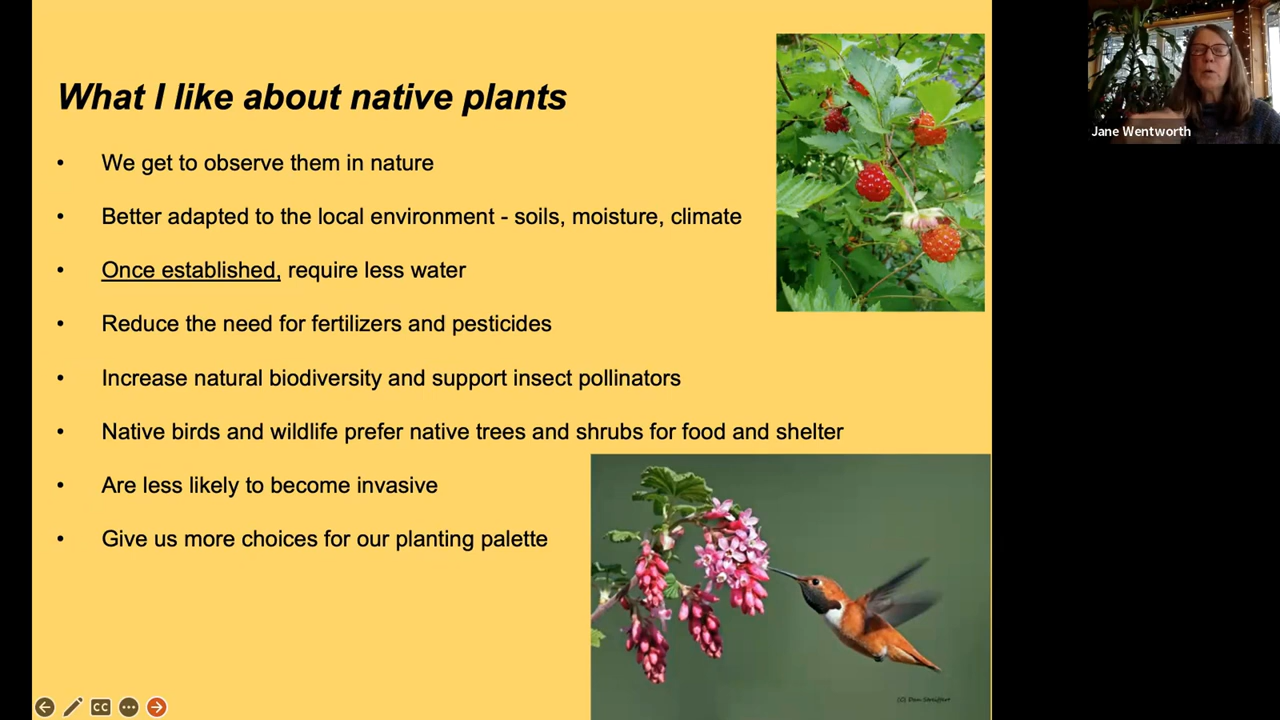 What I like about native plants
• We get to observe them in nature
• Better adapted to the local environment - soils, moisture, climate
• Once established, require less water
• Reduce the need for fertilizers and pesticides
• Increase natural biodiversity and support insect pollinators
• Native birds and wildlife prefer native trees and shrubs for food and shelter
• Are less likely to become invasive
• Give us more choices for our planting palette
Jane Wentworth
CC